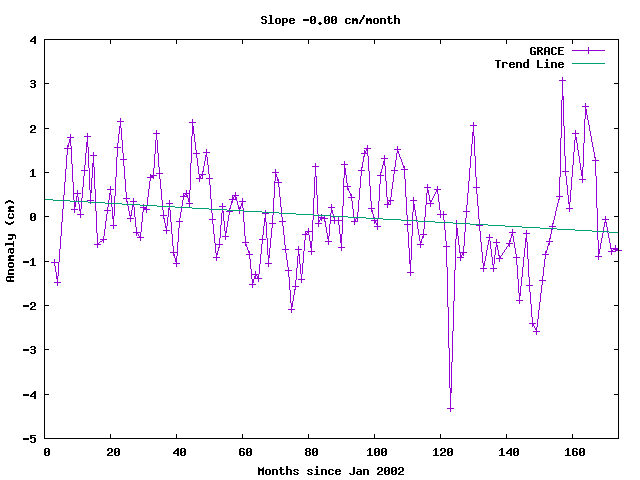 Slope -0.00 cm/month
GRACE
Trend Line
4
3
2
1
0
-1
-2
-3
-4
-5
Anomaly (cm)
0 20 40 60 80 100 120 140 160
Months since Jan 2002